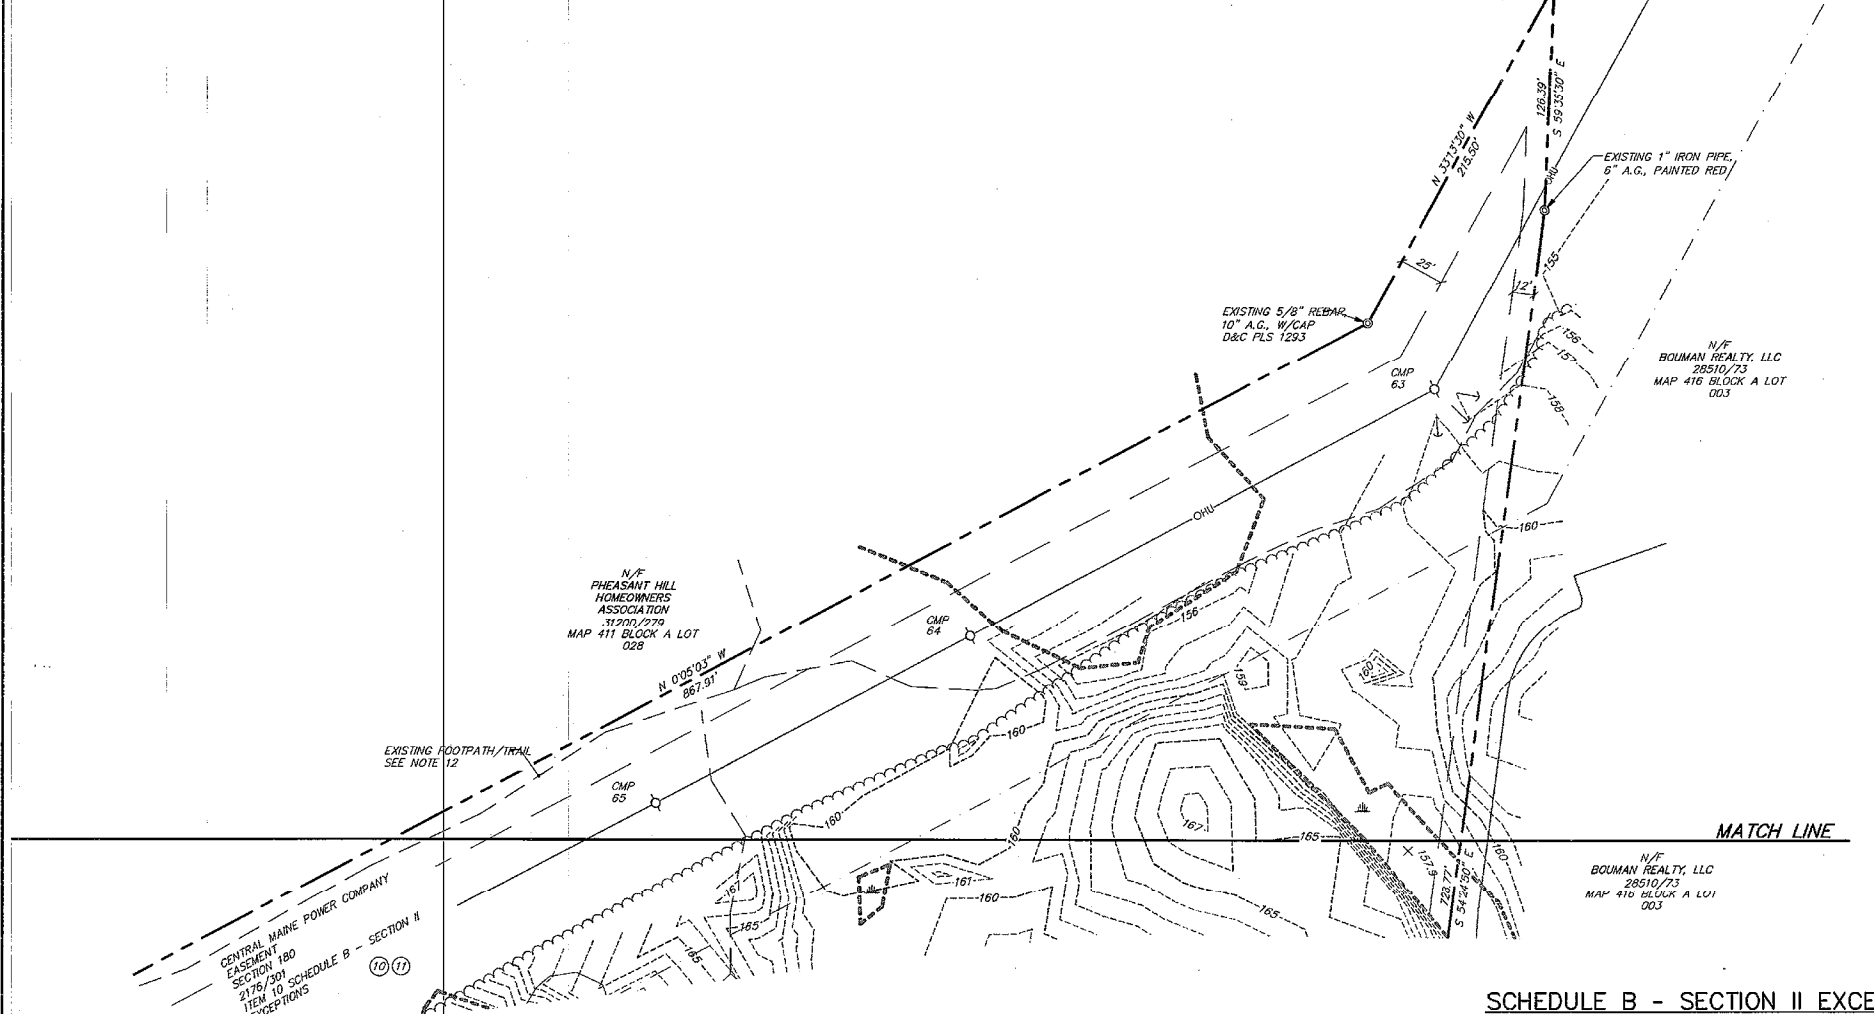 126.39'
S 59°35'30" E
N 33°13'30" W
215.50'
EXISTING 1" IRON PIPE,
6" A.G., PAINTED RED
OHU
25'
12'
155
EXISTING 5/8" REBAR,
10" A.G., W/CAP
D&C PLS 1293
156
157
158
N/F
BOUMAN REALTY, LLC
28510/73
MAP 416 BLOCK A LOT
003
CMP
63
OHU
160
N/F
PHEASANT HILL
HOMEOWNERS
ASSOCIATION
31200/279
MAP 411 BLOCK A LOT
028
CMP
64
156
N 0°05'03" W
867.91'
159
160
EXISTING FOOTPATH/TRAIL
SEE NOTE 12
160
CMP
65
160
167
160
165
MATCH LINE
157.9
160
N/F
BOUMAN REALTY, LLC
28510/73
MAP 416 BLOCK A LOT
003
728.77'
S 54°24'50" E
167
161
160
165
165
165
CENTRAL MAINE POWER COMPANY
EASEMENT
SECTION 180
2176/301
ITEM 10 SCHEDULE B - SECTION II
EXCEPTIONS
10 11
SCHEDULE B - SECTION II EXCE